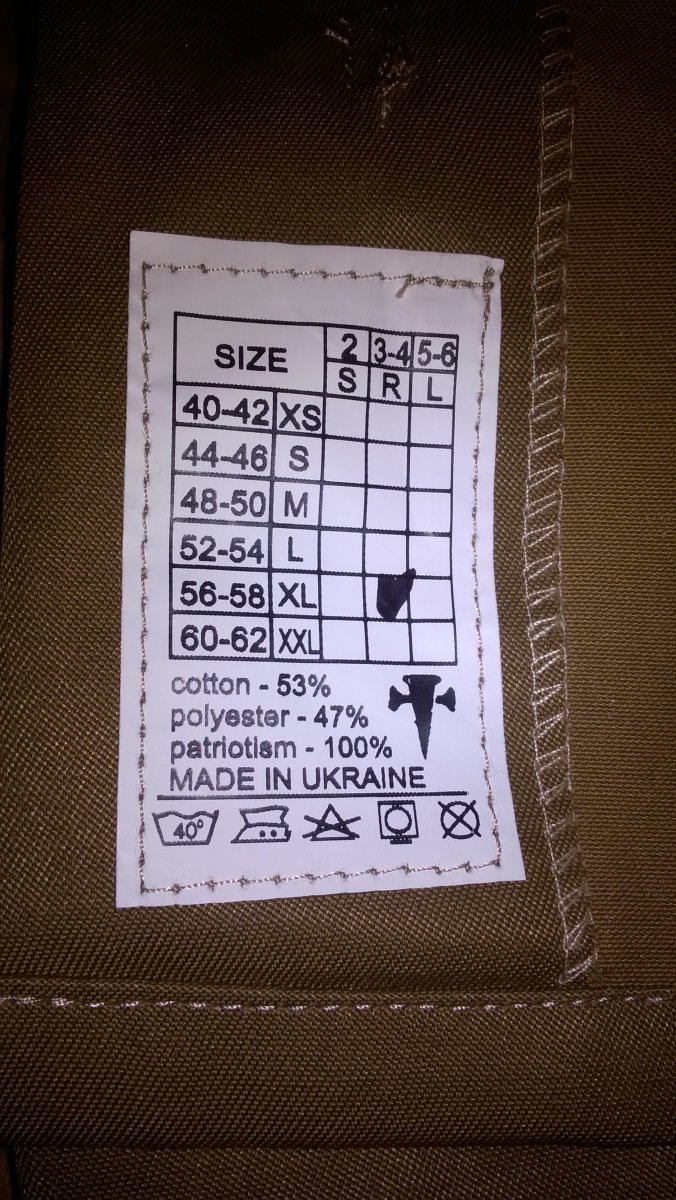 SIZE 2 3-4 5-6
S R L
40-42 XS
44-46 S
48-50 M
52-54 L
56-58 XL
60-62 XXL
cotton - 53%
polyester - 47%
patriotism - 100%
MADE IN UKRAINE
40°